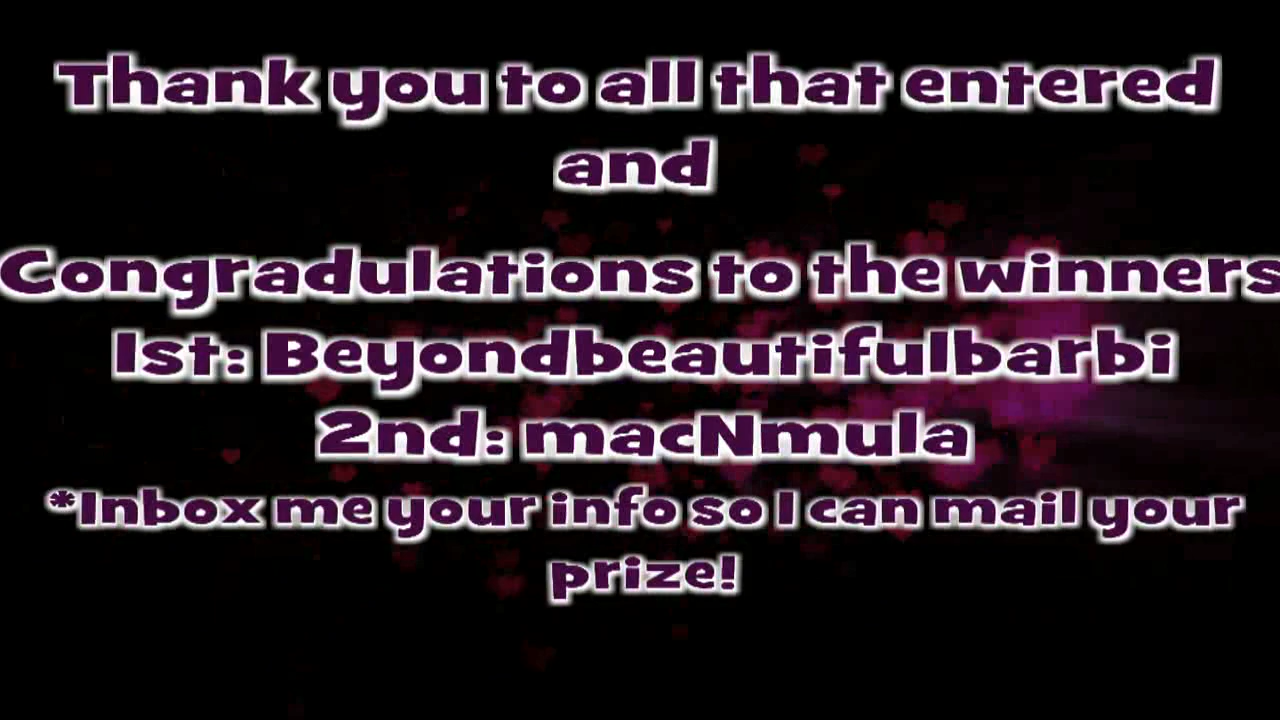 Thank you to all that entered
and
Congradulations to the winners
1st: Beyondbeautifulbarbi
2nd: macNmula
*Inbox me your info so I can mail your
prize!